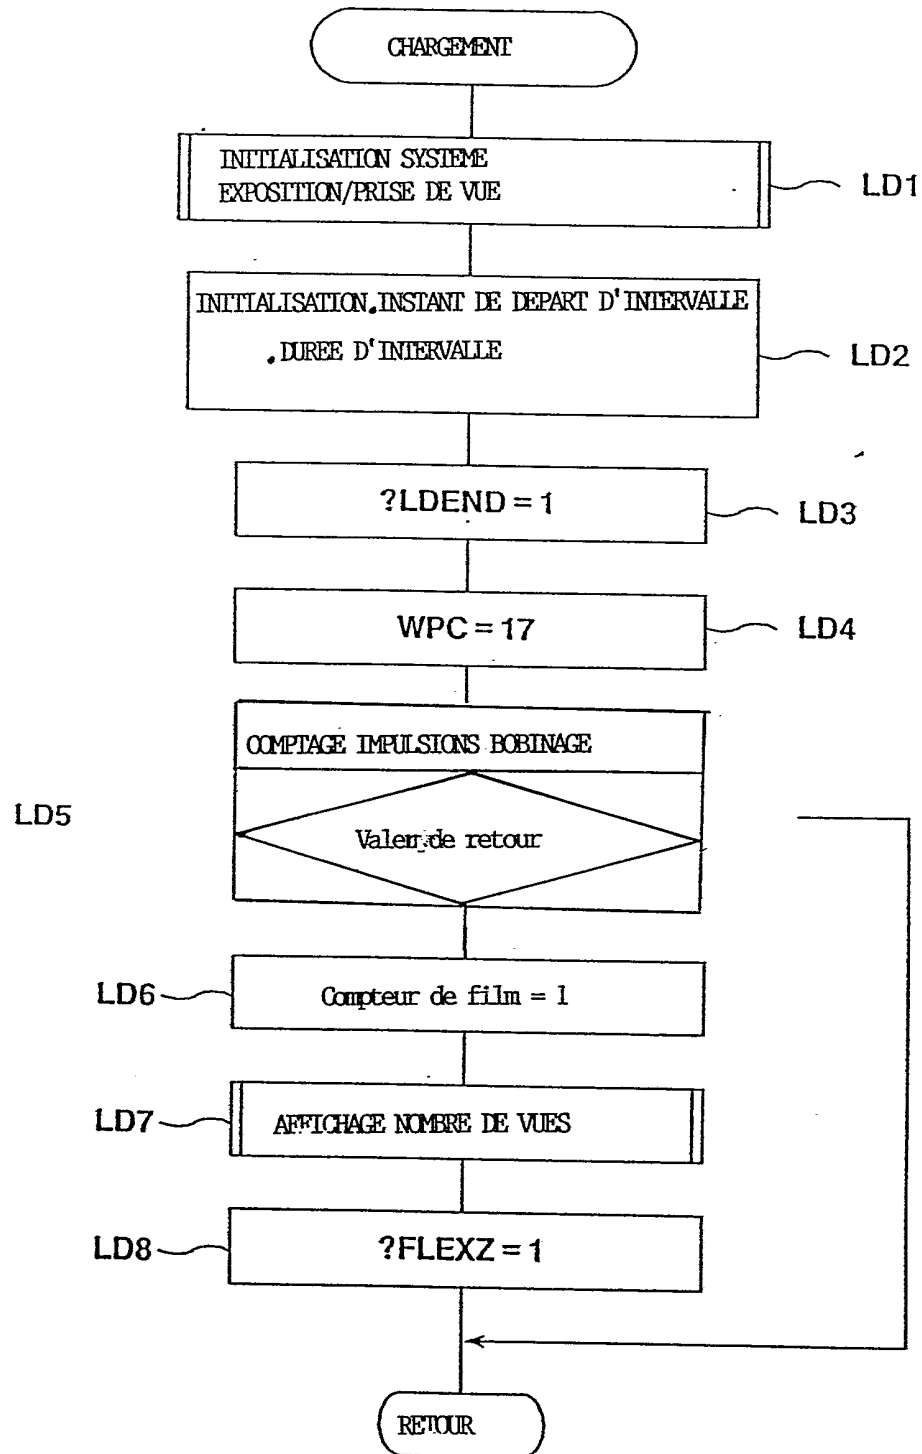 CHARGEMENT
INITIALISATION SYSTEME
EXPOSITION/PRISE DE VUE
LD1
INITIALISATION.INSTANT DE DEPART D'INTERVALLE
.DUREE D'INTERVALLE
LD2
?LDEND = 1
LD3
WPC = 17
LD4
COMPTAGE IMPULSIONS BOBINAGE
LD5
Valeur de retour
LD6
Compteur de film = 1
LD7
AFFICHAGE NOMBRE DE VUES
LD8
?FLEXZ = 1
RETOUR